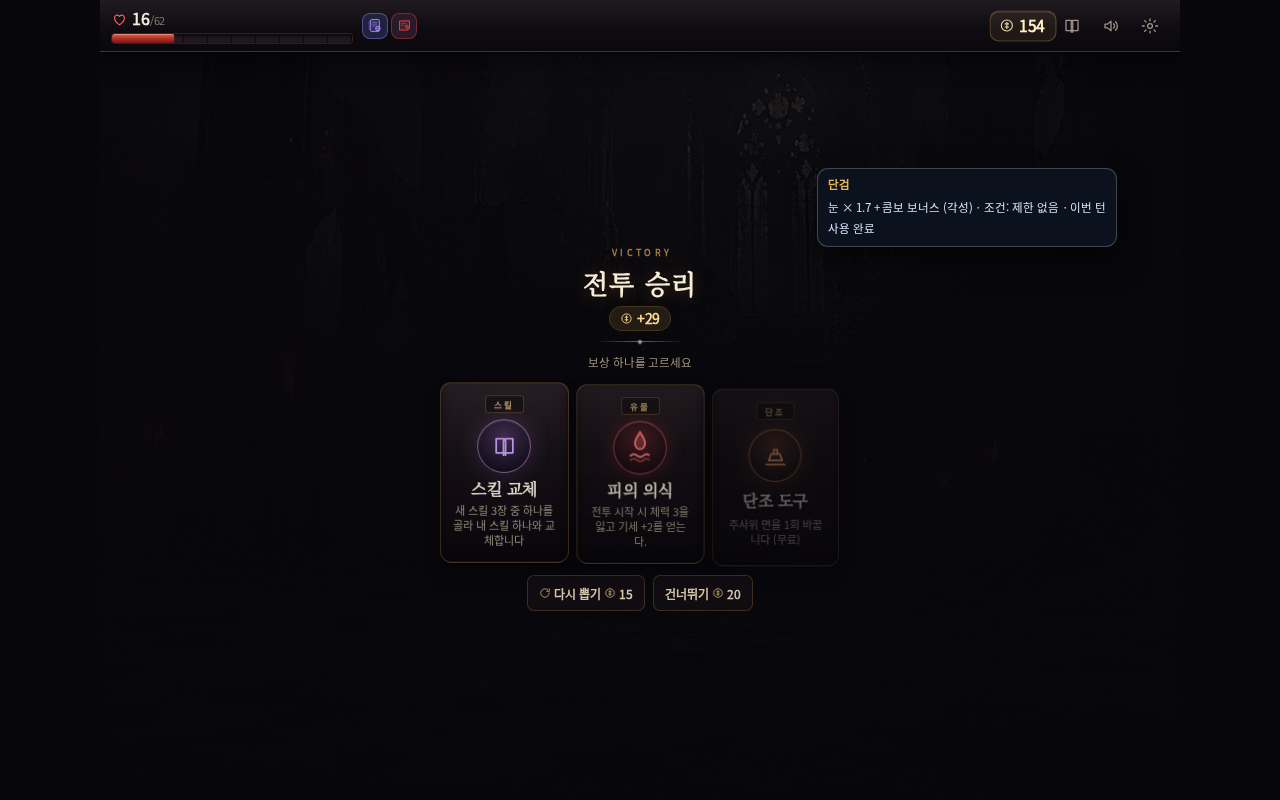 16/62
154
단검
눈 × 1.7 + 콤보 보너스 (각성) · 조건: 제한 없음 · 이번 턴
사용 완료
VICTORY
전투 승리
+29
보상 하나를 고르세요
스킬
스킬 교체
새 스킬 3장 중 하나를
골라 내 스킬 하나와 교
체합니다
유물
피의 의식
전투 시작 시 체력 3을
잃고 기세 +2를 얻는
다.
단조
단조 도구
주사위 면을 1회 바꿉
니다 (무료)
다시 뽑기 15
건너뛰기 20